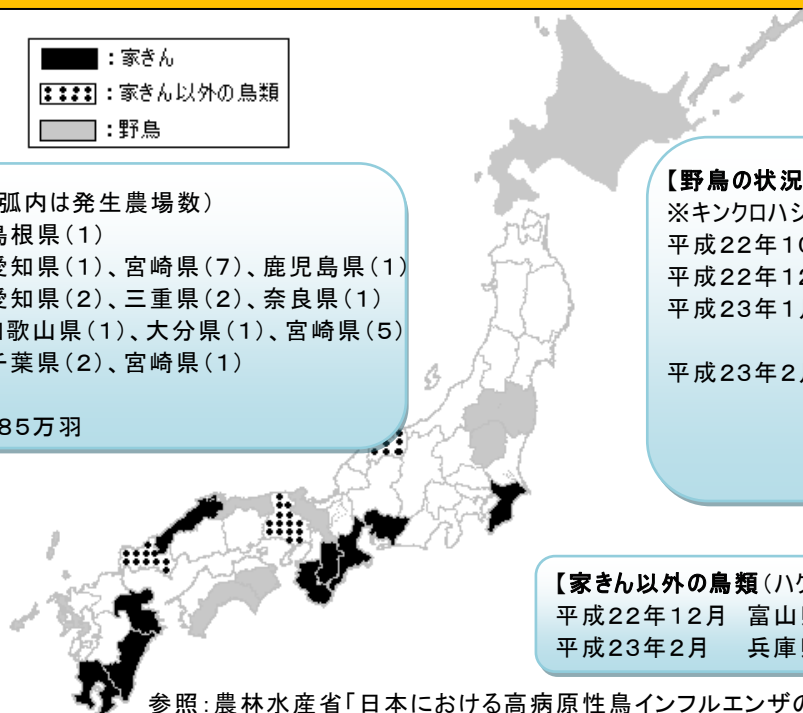 ：家きん
：家きん以外の鳥類
：野鳥
弧内は発生農場数）
島根県（１）
愛知県（１）、宮崎県（７）、鹿児島県（１）
愛知県（２）、三重県（２）、奈良県（１）
歌山県（１）、大分県（１）、宮崎県（５）
千葉県（２）、宮崎県（１）
８５万羽
【野鳥の状況
※キンクロハジ
平成２２年１０
平成２２年１２
平成２３年１月
平成２３年２月
【家きん以外の鳥類（ハク
平成２２年１２月　富山県
平成２３年２月　兵庫県
参照：農林水産省「日本における高病原性鳥インフルエンザの